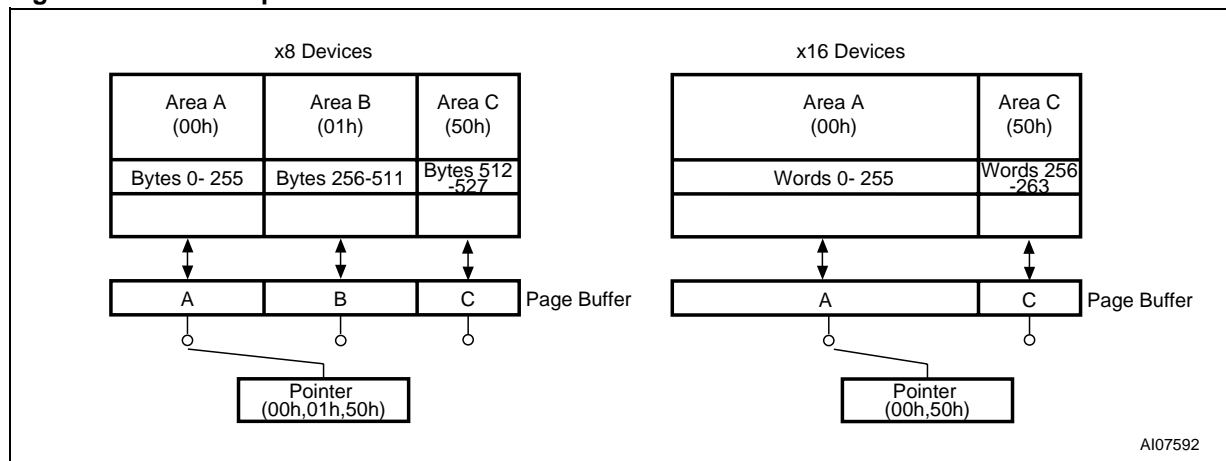 x8 Devices
Area A
(00h)
Area B
(01h)
Area C
(50h)
Bytes 0- 255
Bytes 256-511
Bytes 512
-527
A
B
C
Page Buffer
Pointer
(00h,01h,50h)
x16 Devices
Area A
(00h)
Area C
(50h)
Words 0- 255
Words 256
-263
A
C
Page Buffer
Pointer
(00h,50h)
AI07592